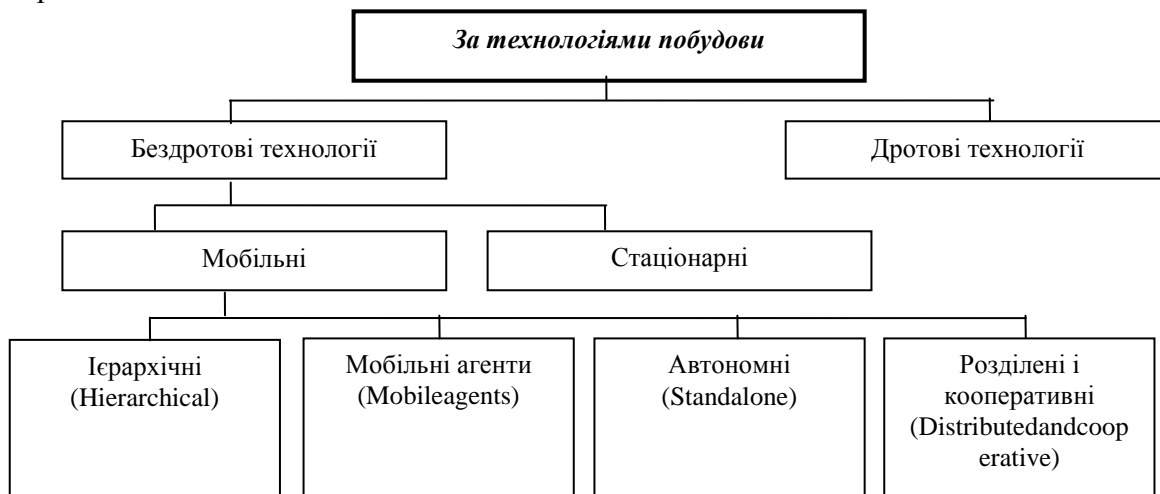 За технологіями побудови
Бездротові технології
Дротові технології
Мобільні
Стаціонарні
Ієрархічні
(Hierarchical)
Мобільні агенти
(Mobileagents)
Автономні
(Standalone)
Розділені і
кооперативні
(Distributedandcoop
erative)